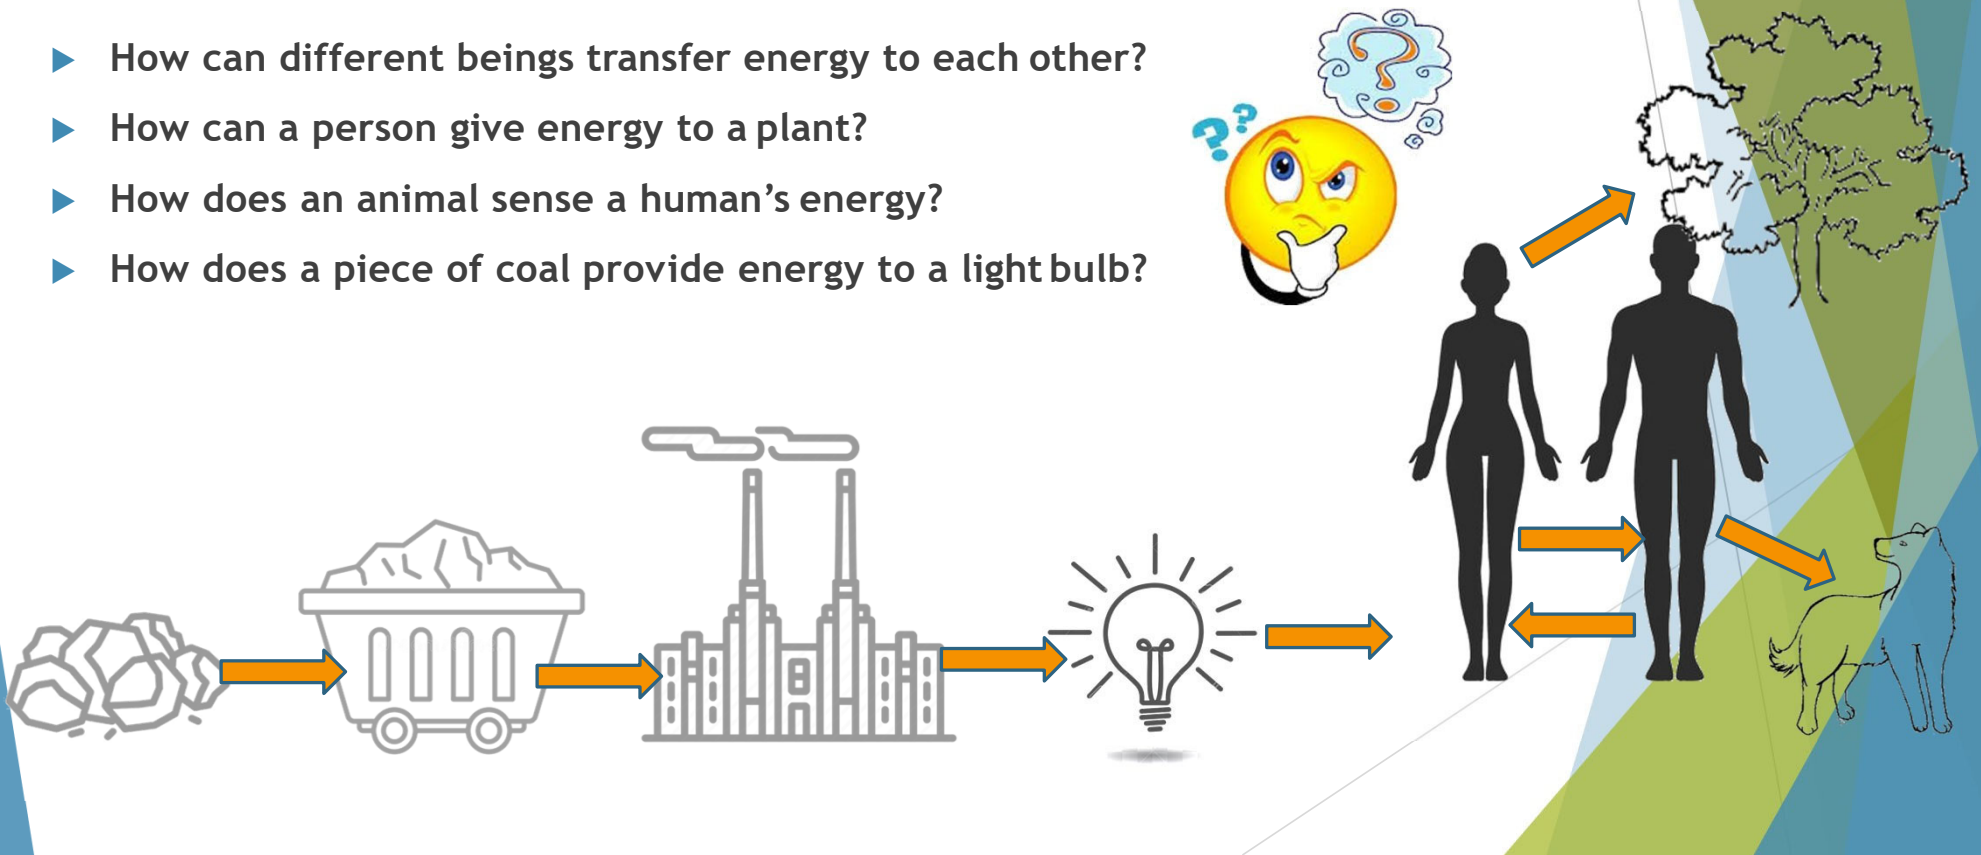 How can different beings transfer energy to each other?
How can a person give energy to a plant?
How does an animal sense a human’s energy?
How does a piece of coal provide energy to a light bulb?
?
? ?